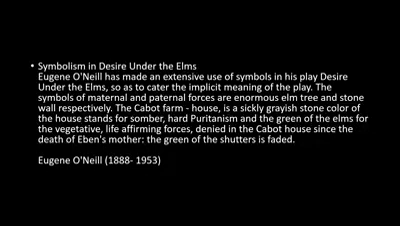 • Symbolism in Desire Under the Elms
Eugene O'Neill has made an extensive use of symbols in his play Desire
Under the Elms, so as to cater the implicit meaning of the play. The
symbols of maternal and paternal forces are enormous elm tree and stone
wall respectively. The Cabot farm - house, is a sickly grayish stone color of
the house stands for somber, hard Puritanism and the green of the elms for
the vegetative, life affirming forces, denied in the Cabot house since the
death of Eben's mother: the green of the shutters is faded.
Eugene O'Neill (1888- 1953)